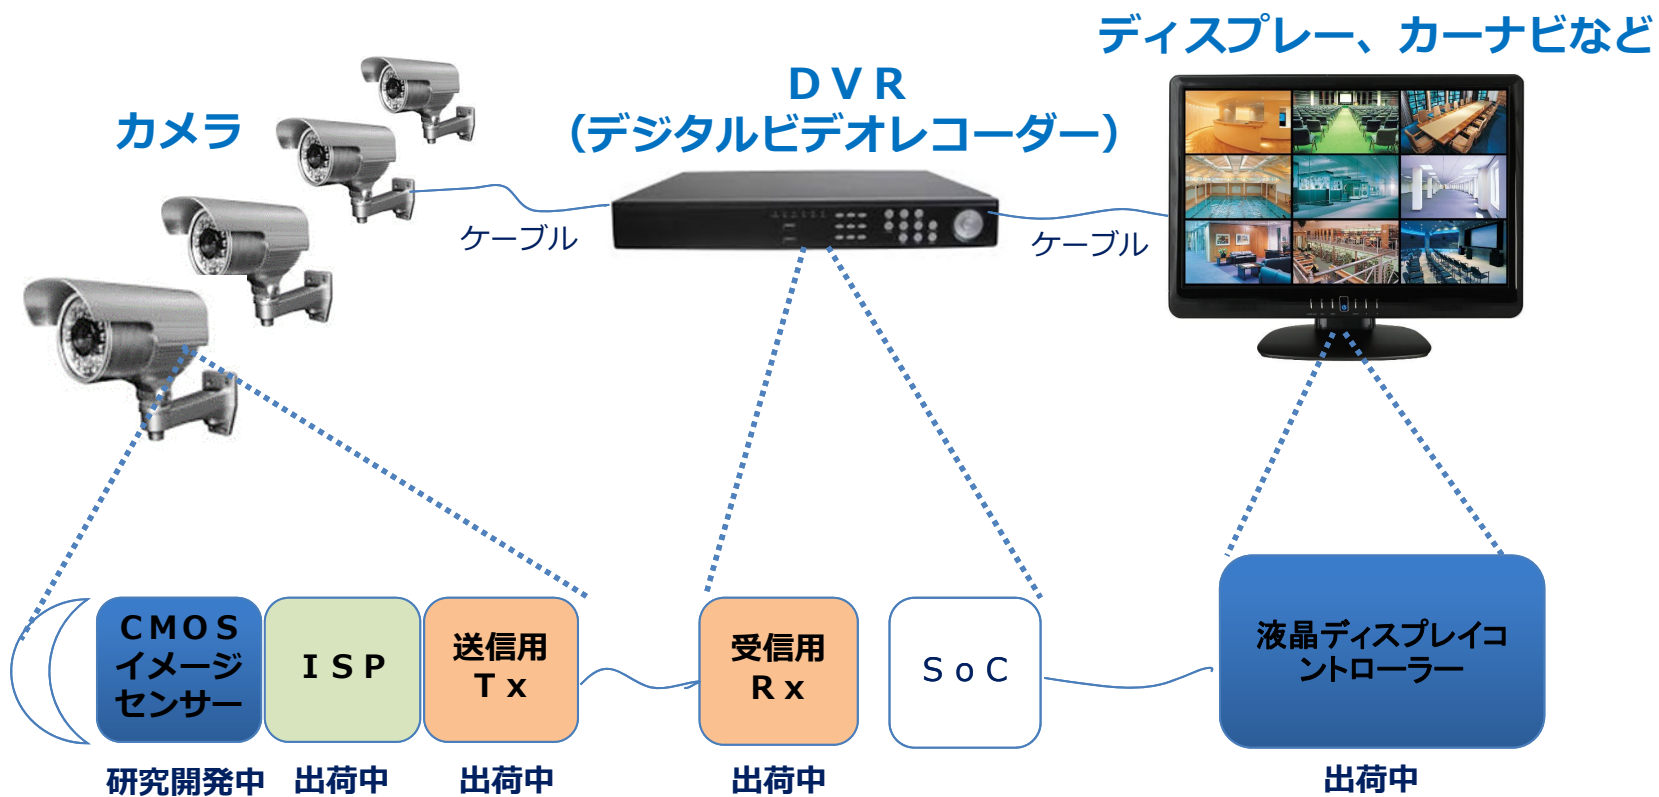 ディスプレー、カーナビなど
ＤＶＲ
（デジタルビデオレコーダー）
カメラ
ケーブル
ケーブル
ＣＭＯＳ
イメージ
センサー
ＩＳＰ
送信用
Ｔｘ
受信用
Ｒｘ
ＳｏＣ
液晶ディスプレイコ
ントローラー
研究開発中
出荷中
出荷中
出荷中
出荷中